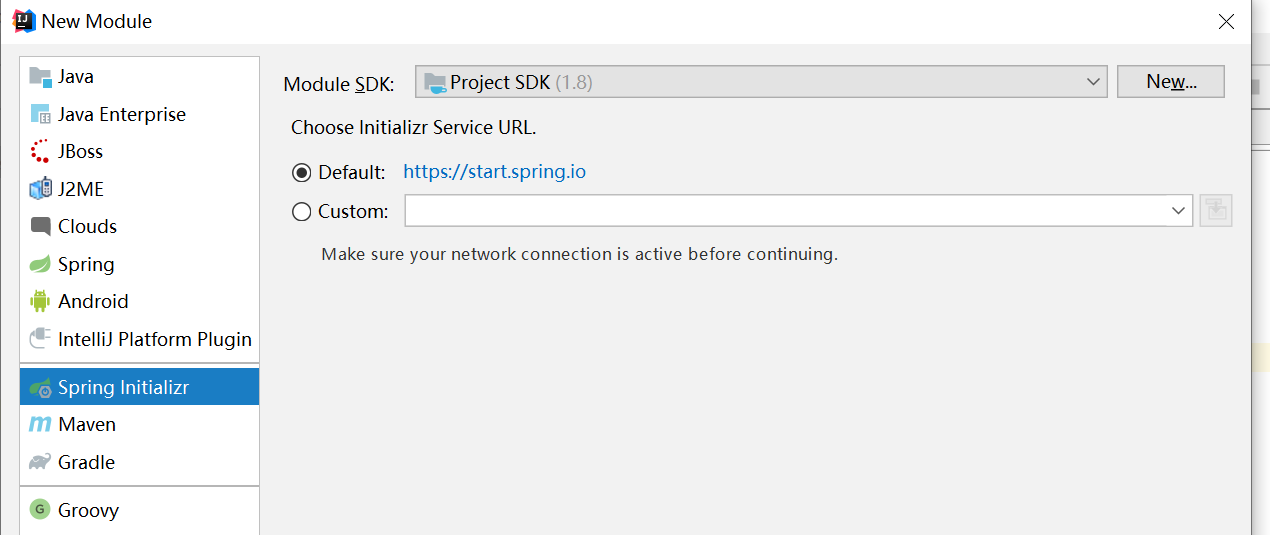 New Module
Java
Java Enterprise
JBoss
J2ME
Clouds
Spring
Android
IntelliJ Platform Plugin
Spring Initializr
Maven
Gradle
Groovy
Module SDK: Project SDK (1.8) New...
Choose Initializr Service URL.
Default: https://start.spring.io
Custom:
Make sure your network connection is active before continuing.